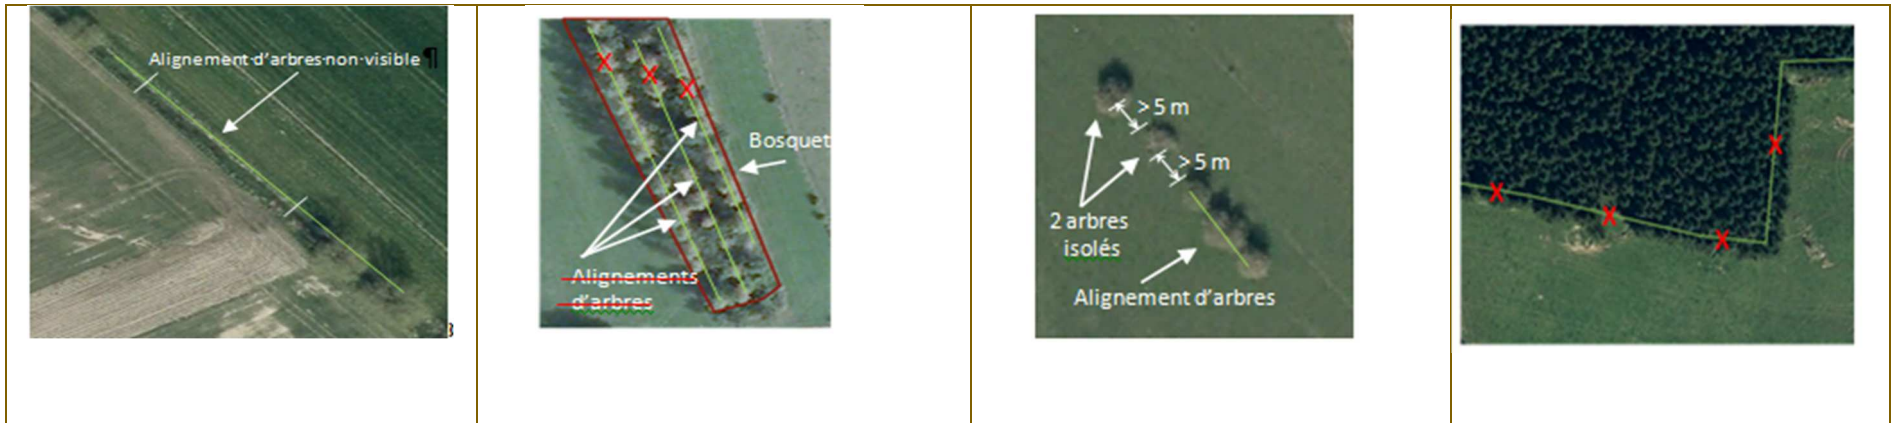 Alignement d'arbres non visible ¶
Bosquet
Alignements
d'arbres
> 5 m
> 5 m
2 arbres
isolés
Alignement d'arbres